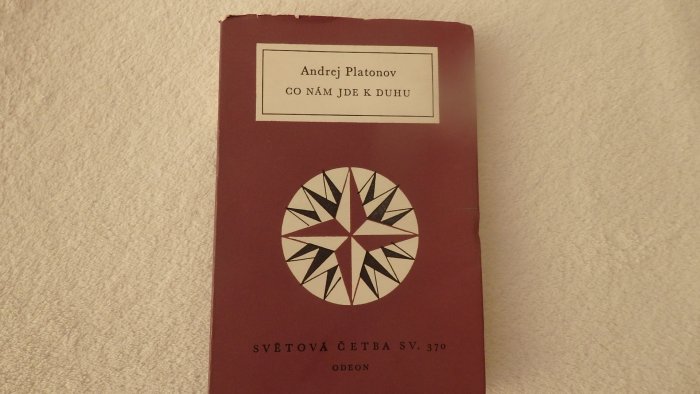 Andrej Platonov
CO NÁM JDE K DUHU
SVĚTOVÁ ČETBA SV. 370
ODEON